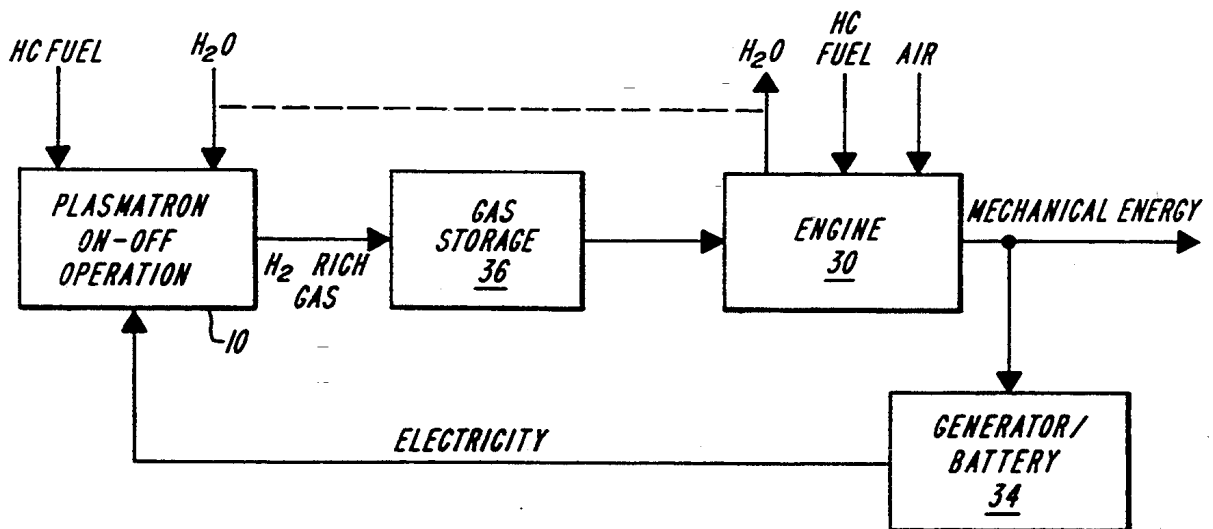 HC FUEL
H₂O
H₂O
HC
FUEL
AIR
PLASMATRON
ON-OFF
OPERATION
10
H₂ RICH
GAS
GAS
STORAGE
36
ENGINE
30
MECHANICAL ENERGY
GENERATOR/
BATTERY
34
ELECTRICITY